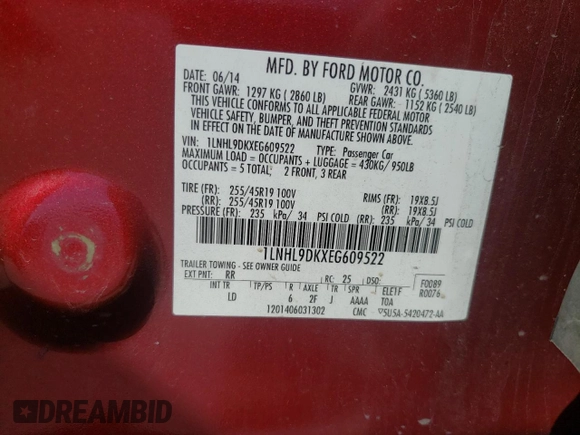 MFD. BY FORD MOTOR CO.
DATE: 06/14 GVWR: 2431 KG ( 5360 LB)
FRONT GAWR: 1297 KG ( 2860 LB) REAR GAWR: 1152 KG ( 2540 LB)
THIS VEHICLE CONFORMS TO ALL APPLICABLE FEDERAL MOTOR
VEHICLE SAFETY, BUMPER, AND THEFT PREVENTION STANDARDS
IN EFFECT ON THE DATE OF MANUFACTURE SHOWN ABOVE.
VIN: 1LNHL9DKXEG609522 TYPE: Passenger Car
MAXIMUM LOAD = OCCUPANTS + LUGGAGE = 430KG/ 950LB
OCCUPANTS = 5 TOTAL, 2 FRONT, 3 REAR
TIRE (FR): 255/45R19 100V RIMS (FR): 19X8.5J
(RR): 255/45R19 100V (RR): 19X8.5J
PRESSURE (FR): 235 kPa/ 34 PSI COLD (RR): 235 kPa/ 34 PSI COLD
1LNHL9DKXEG609522
TRAILER TOWING - SEE OWNER GUIDE
EXT PNT: RR RC: 25 DSO: F0089
R0076
INT TR TP/PS R AXLE TR SPR ELE1F
LD 6 2F J AAAA TOA
1201406031302 CMC 5U5A-5420472-AA
DREAMBID